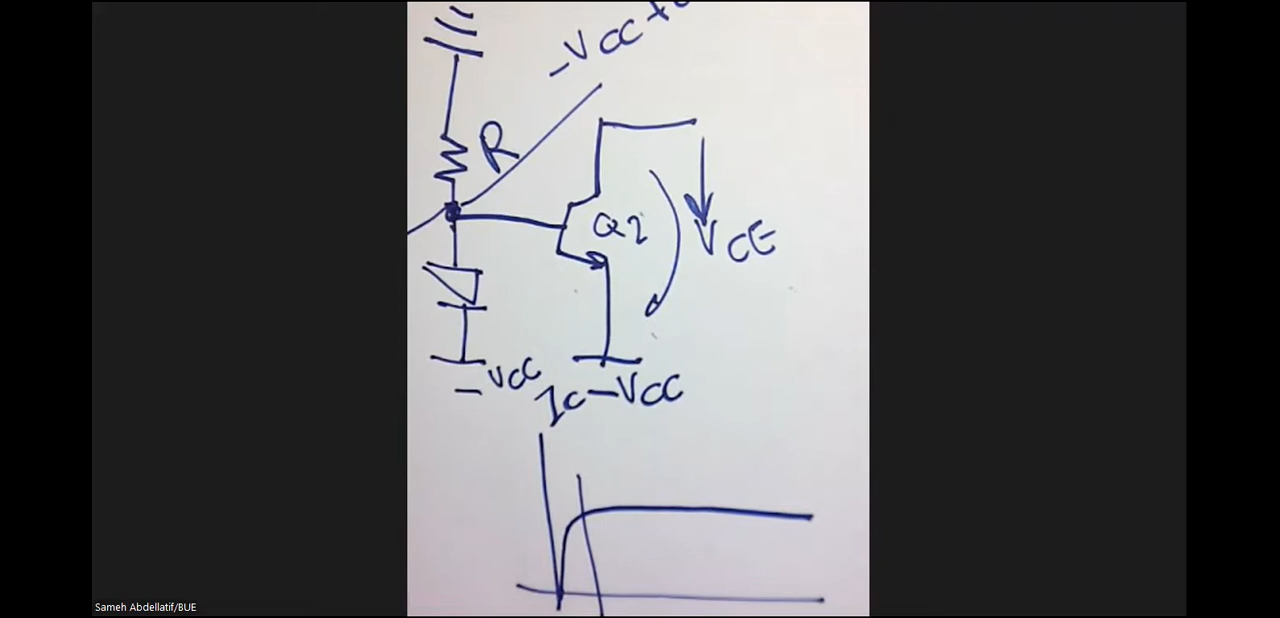 -VCC +
R
Q2
VCE
-VCC
Ic
-VCC
Sameh Abdellatif/BUE